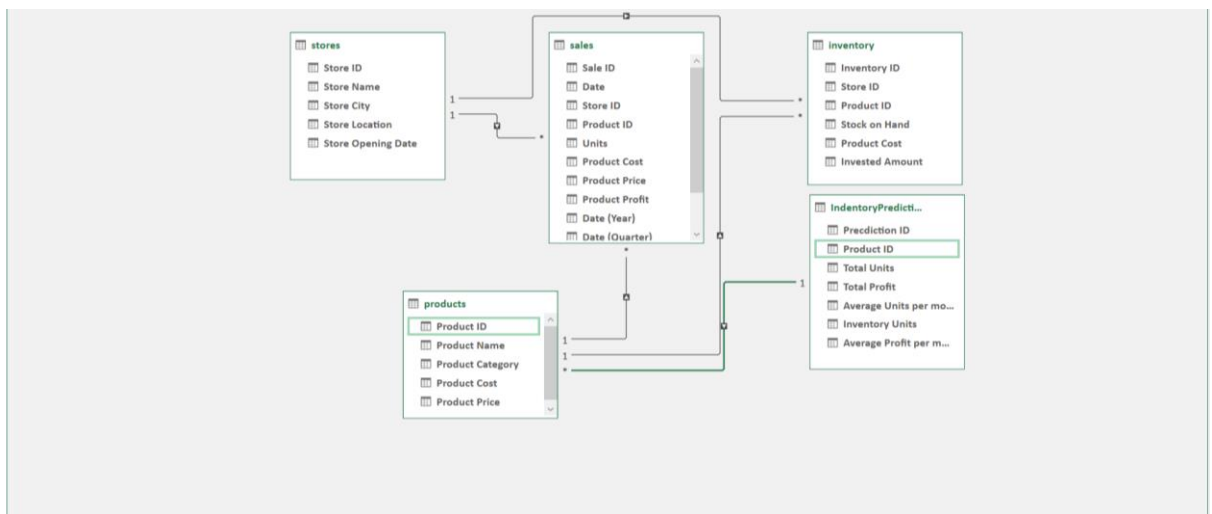 stores
Store ID
Store Name
Store City
Store Location
Store Opening Date
1
1
*
sales
Sale ID
Date
Store ID
Product ID
Units
Product Cost
Product Price
Product Profit
Date (Year)
Date (Quarter)
*
inventory
Inventory ID
Store ID
Product ID
Stock on Hand
Product Cost
Invested Amount
*
*
IndentoryPredicti...
Precdiction ID
Product ID
Total Units
Total Profit
Average Units per mo...
Inventory Units
Average Profit per m...
1
products
Product ID
Product Name
Product Category
Product Cost
Product Price
1
1
*